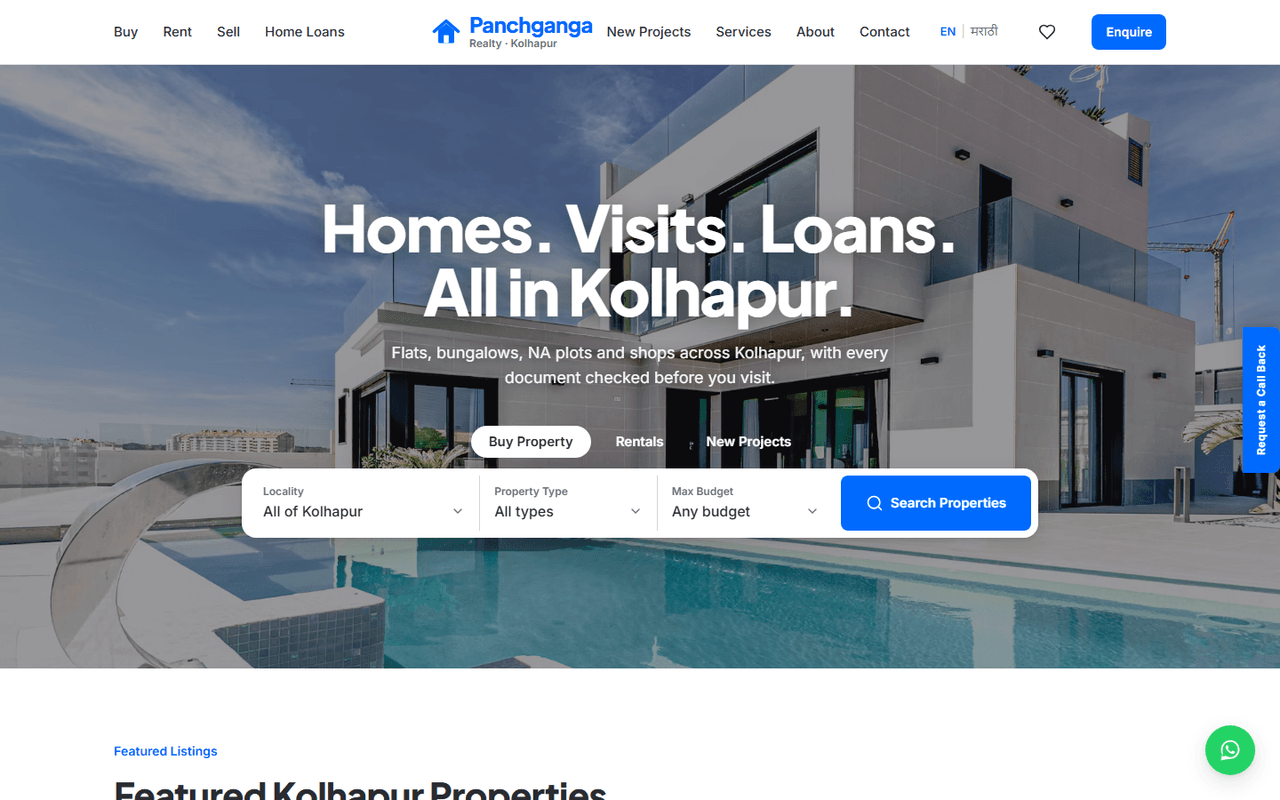 Buy Rent Sell Home Loans
Panchganga
Realty · Kolhapur
New Projects Services About Contact EN मराठी Enquire
Homes. Visits. Loans.
All in Kolhapur.
Flats, bungalows, NA plots and shops across Kolhapur, with every
document checked before you visit.
Request a Call Back
Buy Property Rentals New Projects
Locality Property Type Max Budget
All of Kolhapur All types Any budget
Search Properties
Featured Listings
Featured Kolhapur Properties